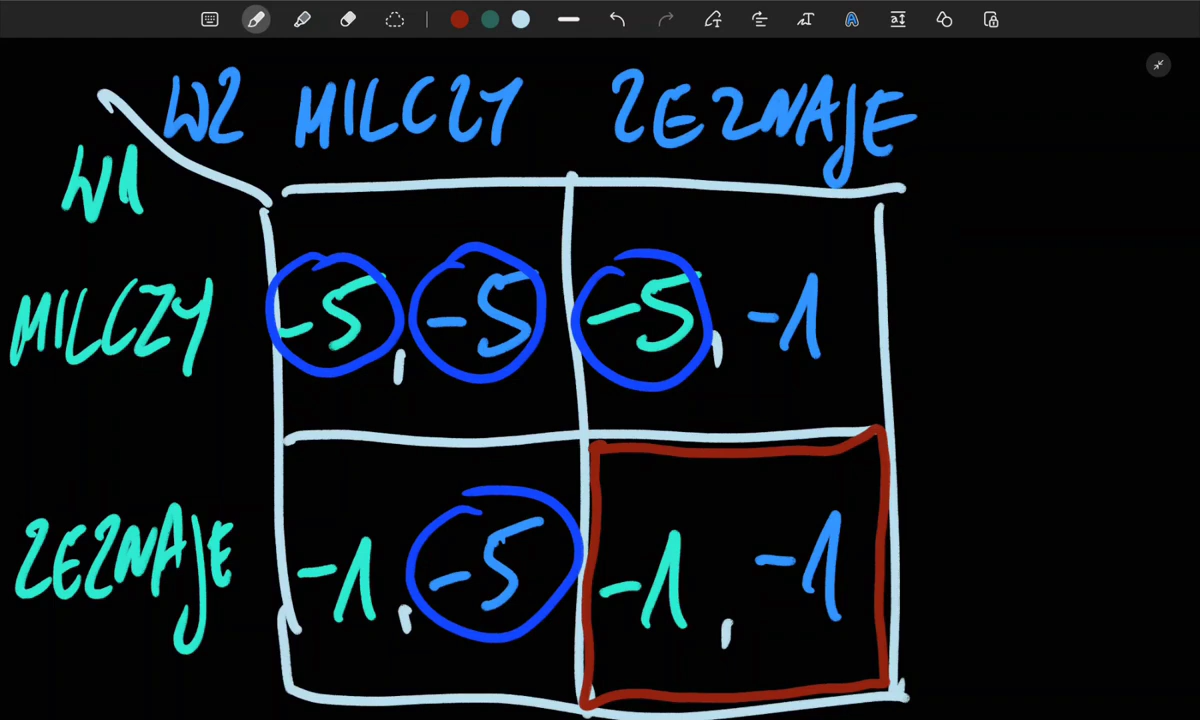 W2 MILCZY ZEZNAJE
W1
MILCZY -5, -5 -5, -1
ZEZNAJE -1, -5 -1, -1